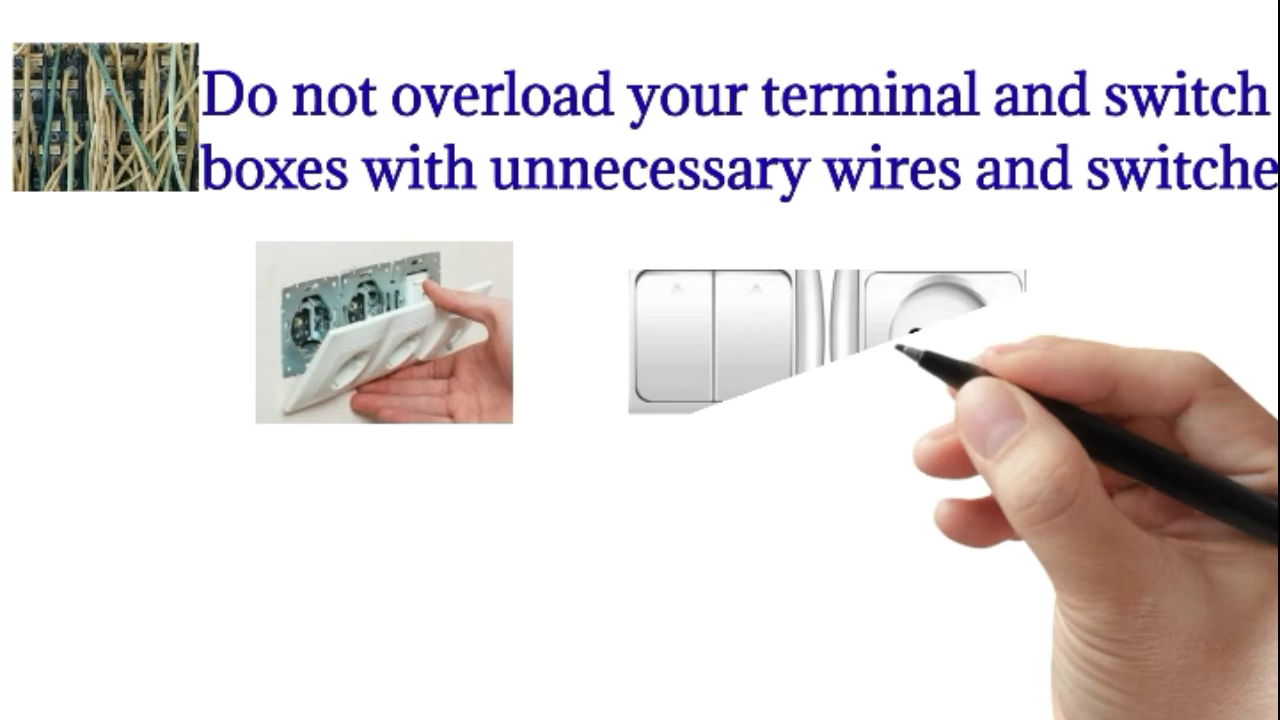 Do not overload your terminal and switch
boxes with unnecessary wires and switche